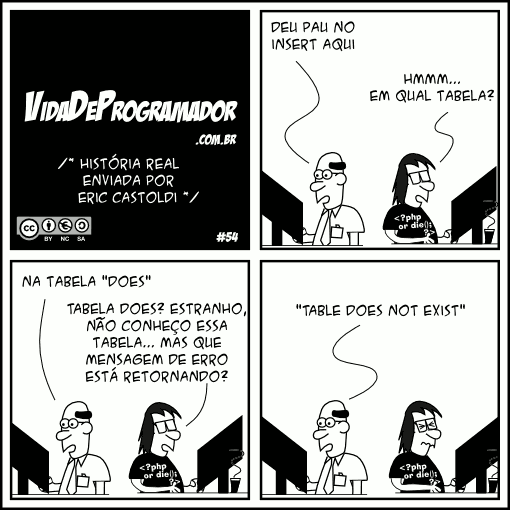 VIDADEPROGRAMADOR
.COM.BR
/* HISTÓRIA REAL
ENVIADA POR
ERIC CASTOLDI */
cc
BY NC SA
#54
DEU PAU NO
INSERT AQUI
HMMM...
EM QUAL TABELA?
<?php
or die();
?>
NA TABELA "DOES"
TABELA DOES? ESTRANHO,
NÃO CONHEÇO ESSA
TABELA... MAS QUE
MENSAGEM DE ERRO
ESTÁ RETORNANDO?
<?php
or die();
?>
"TABLE DOES NOT EXIST"
<?php
or die();
?>